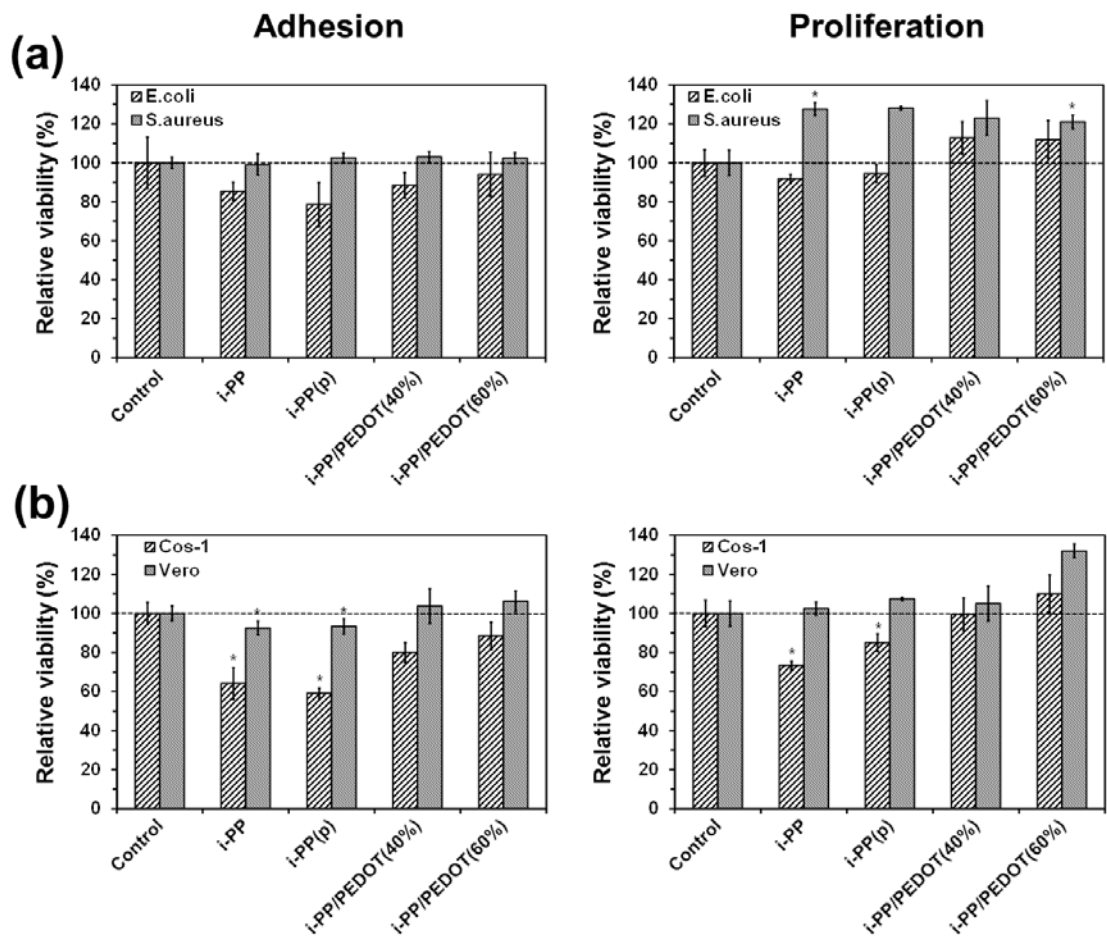 Adhesion
Proliferation
(a)
Relative viability (%)
140
120
100
80
60
40
20
0
E.coli
S.aureus
Control
i-PP
i-PP(p)
i-PP/PEDOT(40%)
i-PP/PEDOT(60%)
Relative viability (%)
140
120
100
80
60
40
20
0
E.coli
S.aureus
*
*
Control
i-PP
i-PP(p)
i-PP/PEDOT(40%)
i-PP/PEDOT(60%)
(b)
Relative viability (%)
140
120
100
80
60
40
20
0
Cos-1
Vero
*
*
*
*
Control
i-PP
i-PP(p)
i-PP/PEDOT(40%)
i-PP/PEDOT(60%)
Relative viability (%)
140
120
100
80
60
40
20
0
Cos-1
Vero
*
*
Control
i-PP
i-PP(p)
i-PP/PEDOT(40%)
i-PP/PEDOT(60%)